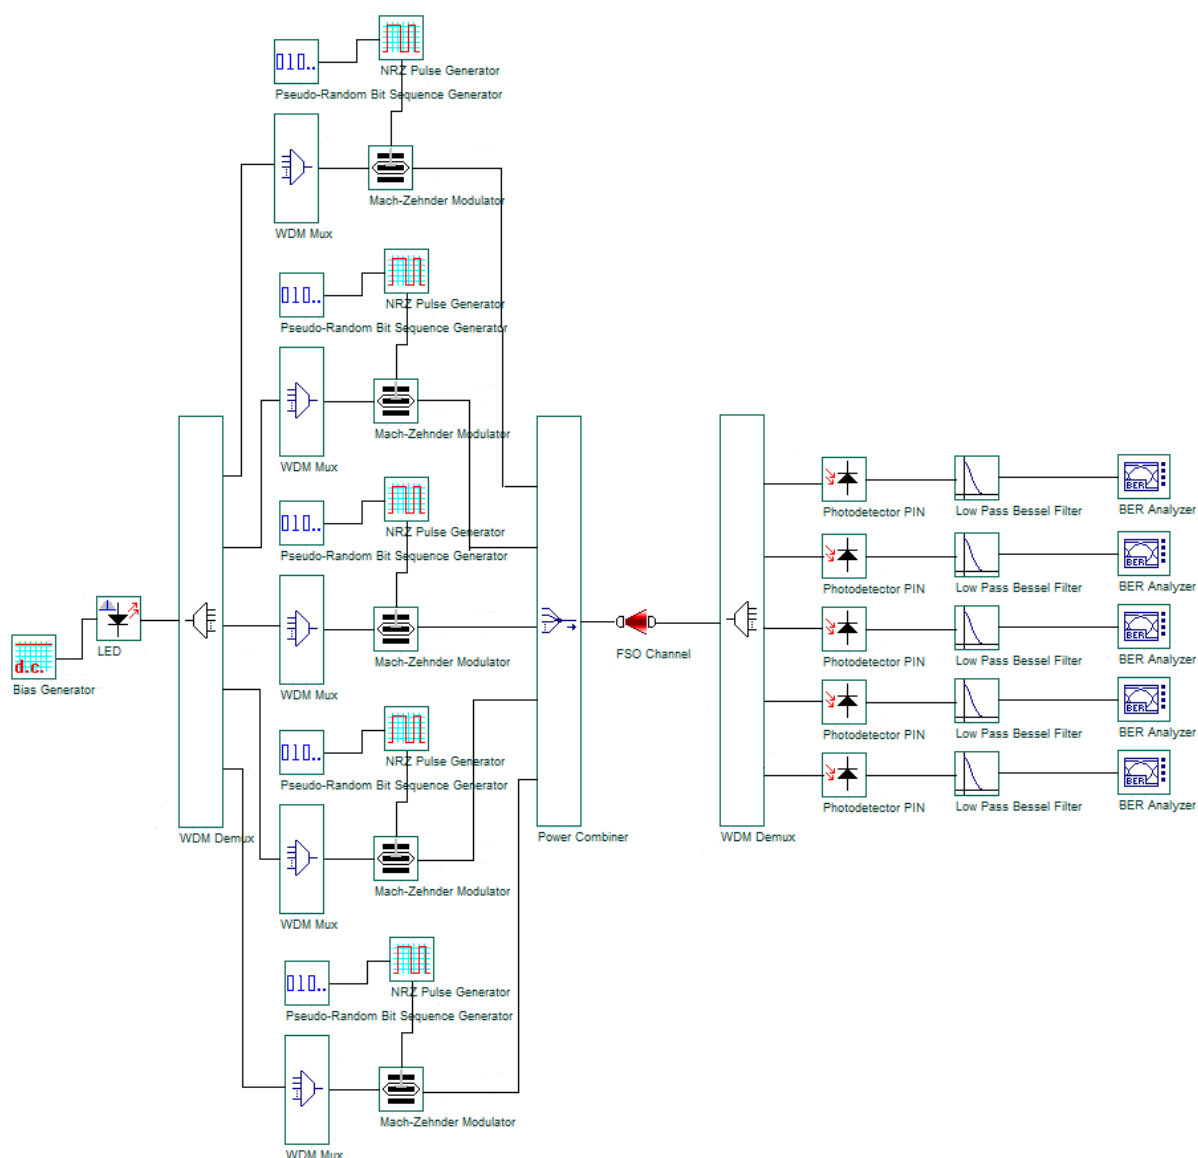 010..
NRZ Pulse Generator
Pseudo-Random Bit Sequence Generator
Mach-Zehnder Modulator
WDM Mux
010..
NRZ Pulse Generator
Pseudo-Random Bit Sequence Generator
Mach-Zehnder Modulator
WDM Mux
010..
NRZ Pulse Generator
Pseudo-Random Bit Sequence Generator
Mach-Zehnder Modulator
WDM Mux
d.c.
Bias Generator
LED
010..
NRZ Pulse Generator
Pseudo-Random Bit Sequence Generator
WDM Demux
Mach-Zehnder Modulator
WDM Mux
010..
NRZ Pulse Generator
Pseudo-Random Bit Sequence Generator
Mach-Zehnder Modulator
WDM Mux
Power Combiner
FSO Channel
WDM Demux
Photodetector PIN
Low Pass Bessel Filter
BER
BER Analyzer
Photodetector PIN
Low Pass Bessel Filter
BER
BER Analyzer
Photodetector PIN
Low Pass Bessel Filter
BER
BER Analyzer
Photodetector PIN
Low Pass Bessel Filter
BER
BER Analyzer
Photodetector PIN
Low Pass Bessel Filter
BER
BER Analyzer